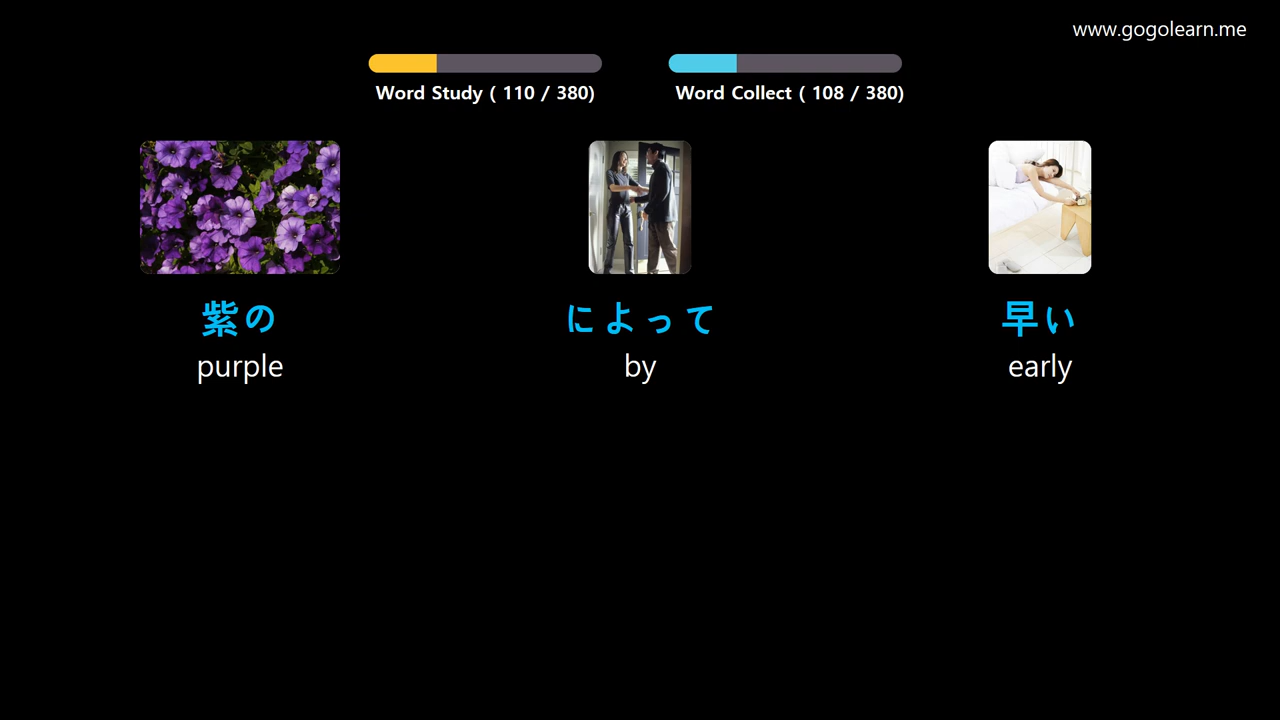 www.gogolearn.me
Word Study ( 110 / 380)
Word Collect ( 108 / 380)
紫の
によって
早い
purple
by
early